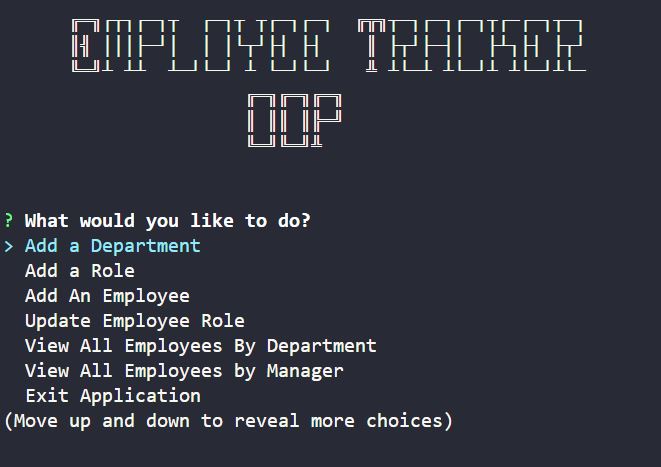 Employee Tracker
OOP
? What would you like to do?
> Add a Department
Add a Role
Add An Employee
Update Employee Role
View All Employees By Department
View All Employees by Manager
Exit Application
(Move up and down to reveal more choices)